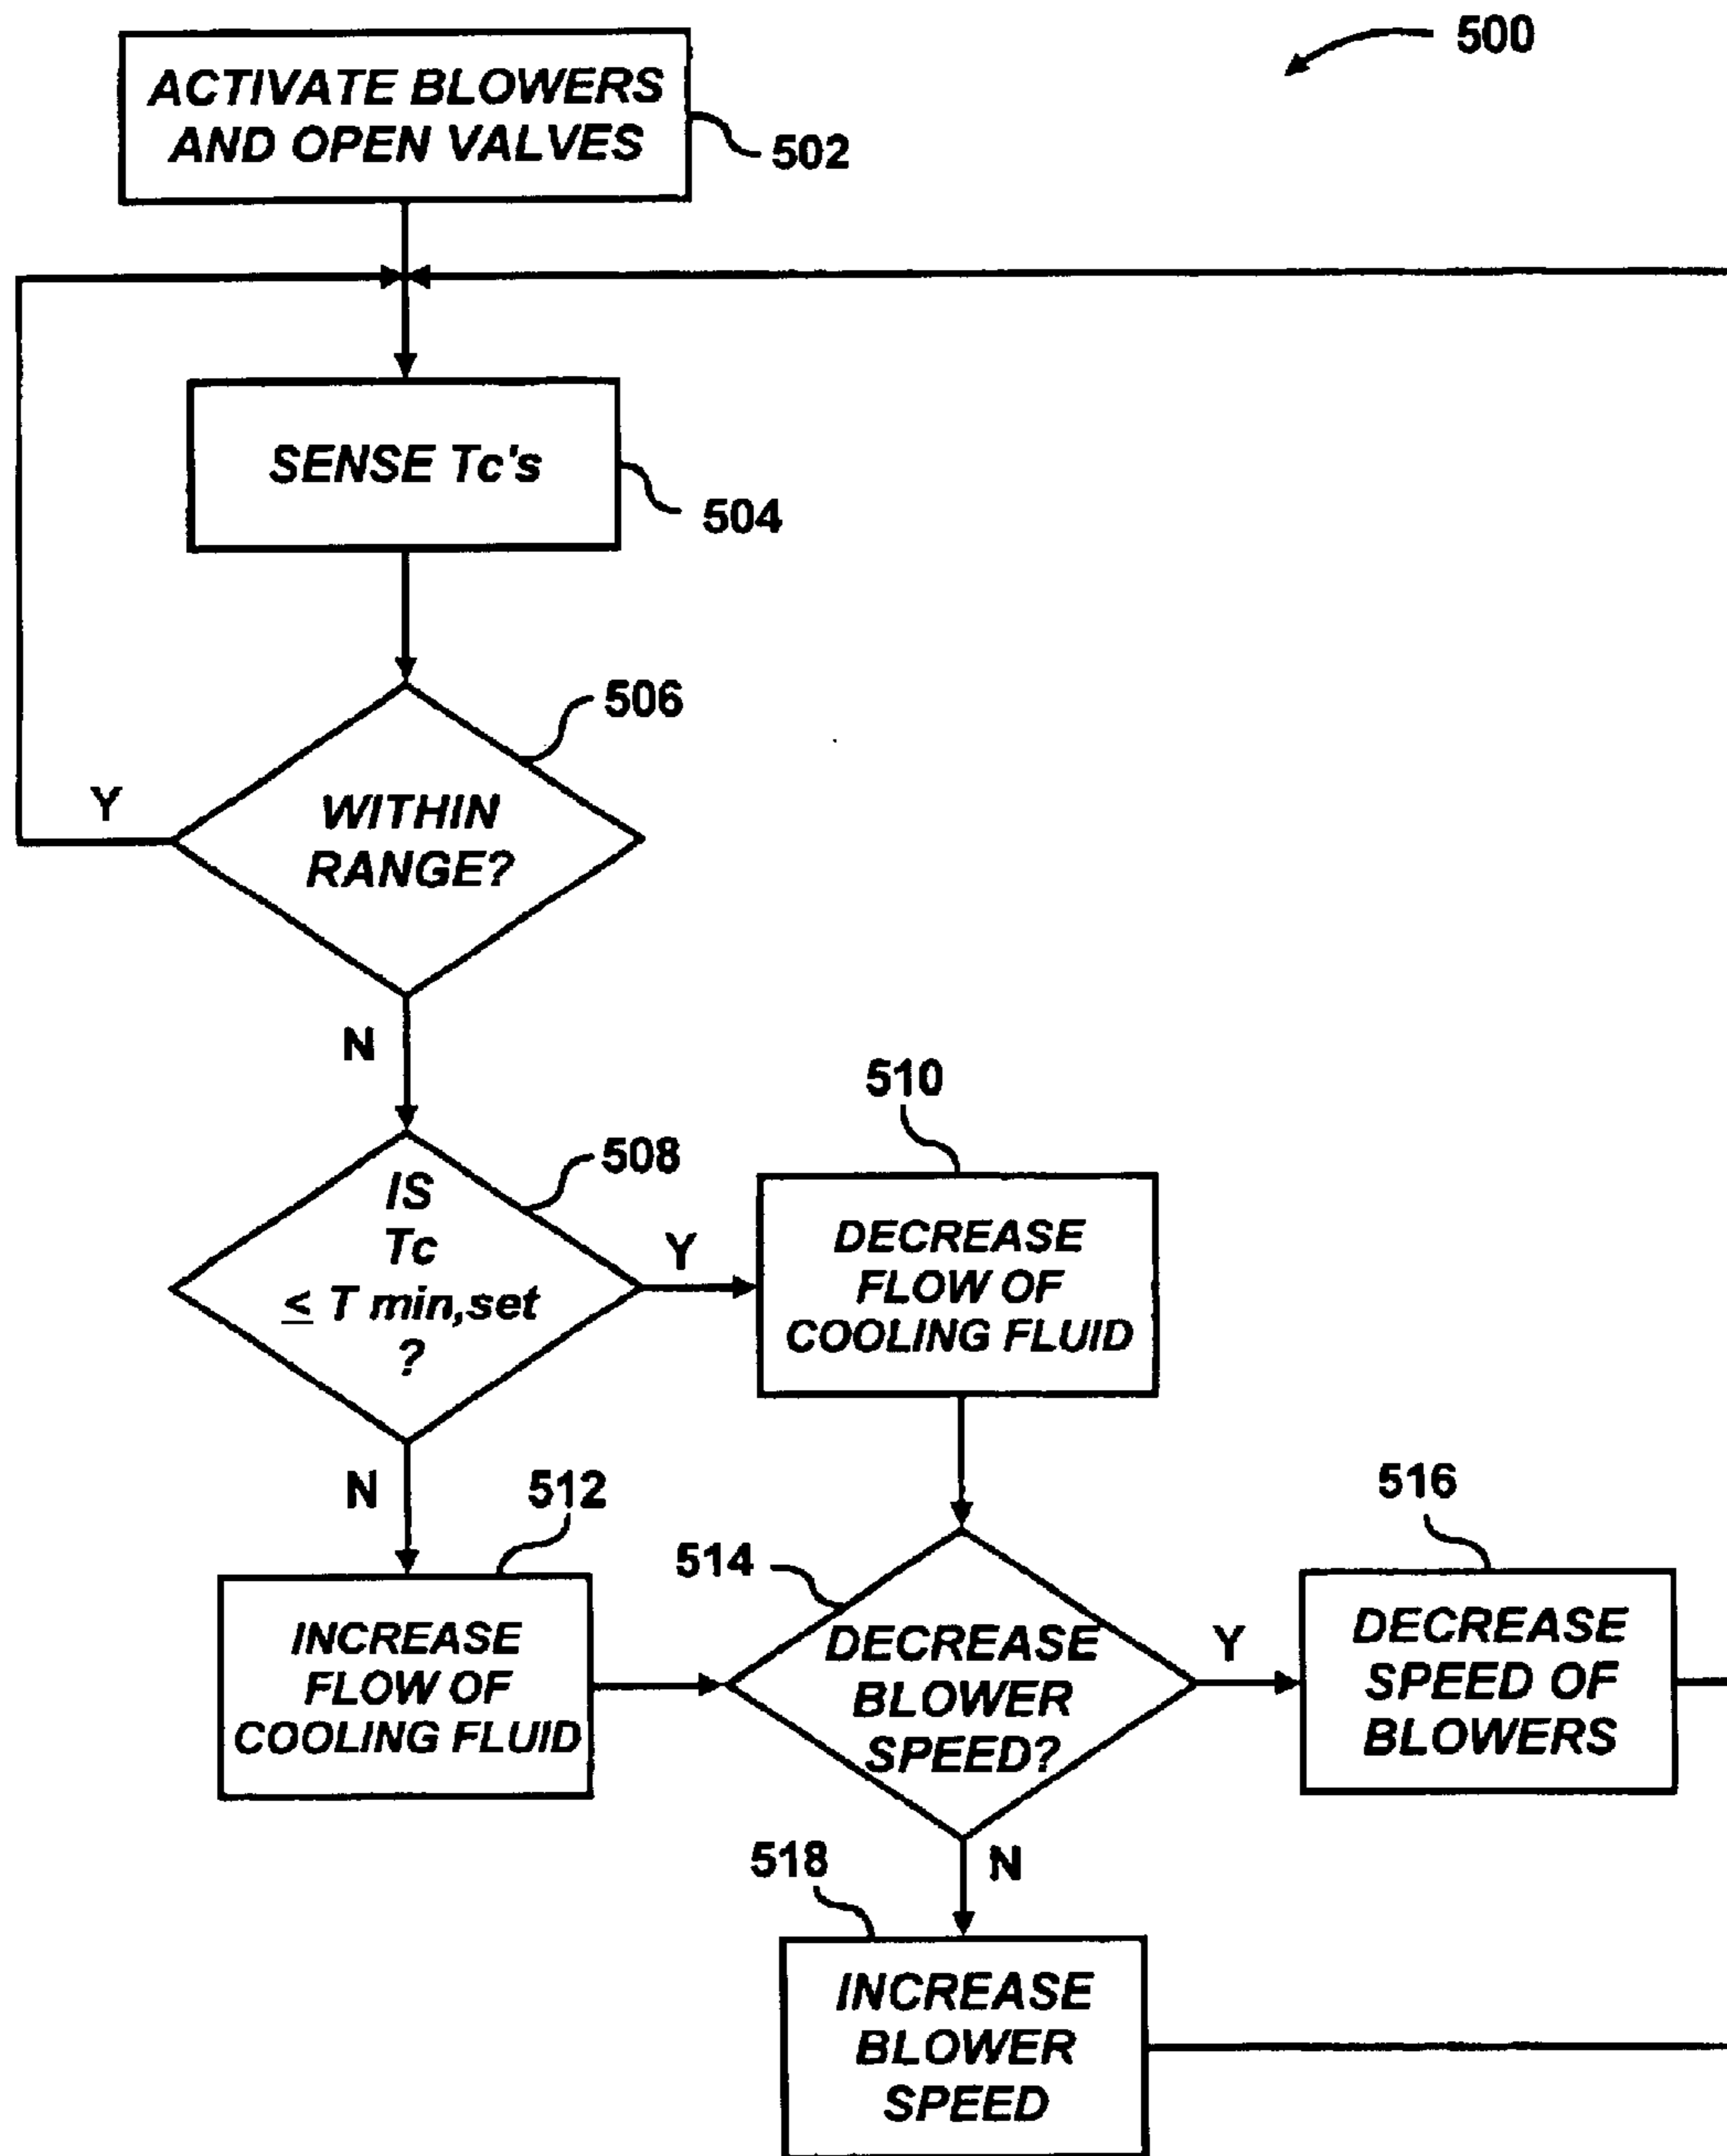 500
ACTIVATE BLOWERS
AND OPEN VALVES
502
SENSE Tc's
504
506
WITHIN
RANGE?
Y
N
508
IS
Tc
≤ T min,set
?
Y
N
510
DECREASE
FLOW OF
COOLING FLUID
512
INCREASE
FLOW OF
COOLING FLUID
514
DECREASE
BLOWER
SPEED?
Y
N
516
DECREASE
SPEED OF
BLOWERS
518
INCREASE
BLOWER
SPEED